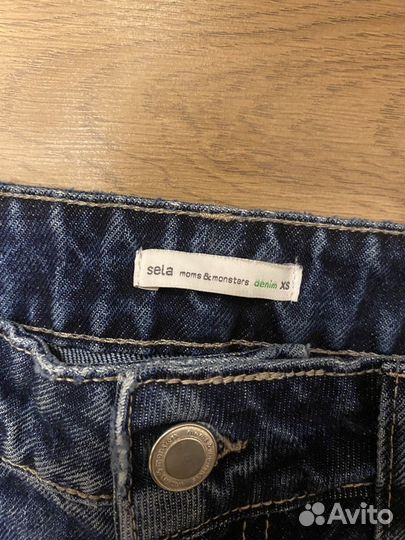 sela moms & monsters denim XS
Avito